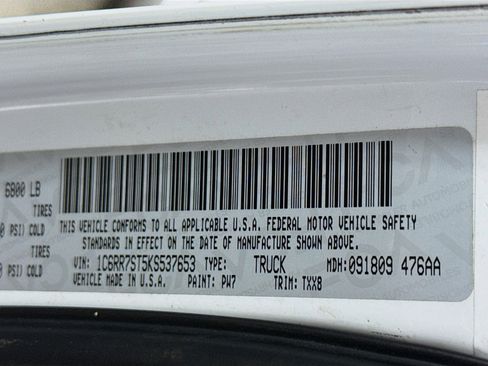 6800 LB
TIRES
PSI) COLD
TIRES
PSI) COLD
THIS VEHICLE CONFORMS TO ALL APPLICABLE U.S.A. FEDERAL MOTOR VEHICLE SAFETY
STANDARDS IN EFFECT ON THE DATE OF MANUFACTURE SHOWN ABOVE.
VIN: 1C6RR7ST5KS537653 TYPE: TRUCK MDH:091809 476AA
VEHICLE MADE IN U.S.A. PAINT: PW7 TRIM: TXX8